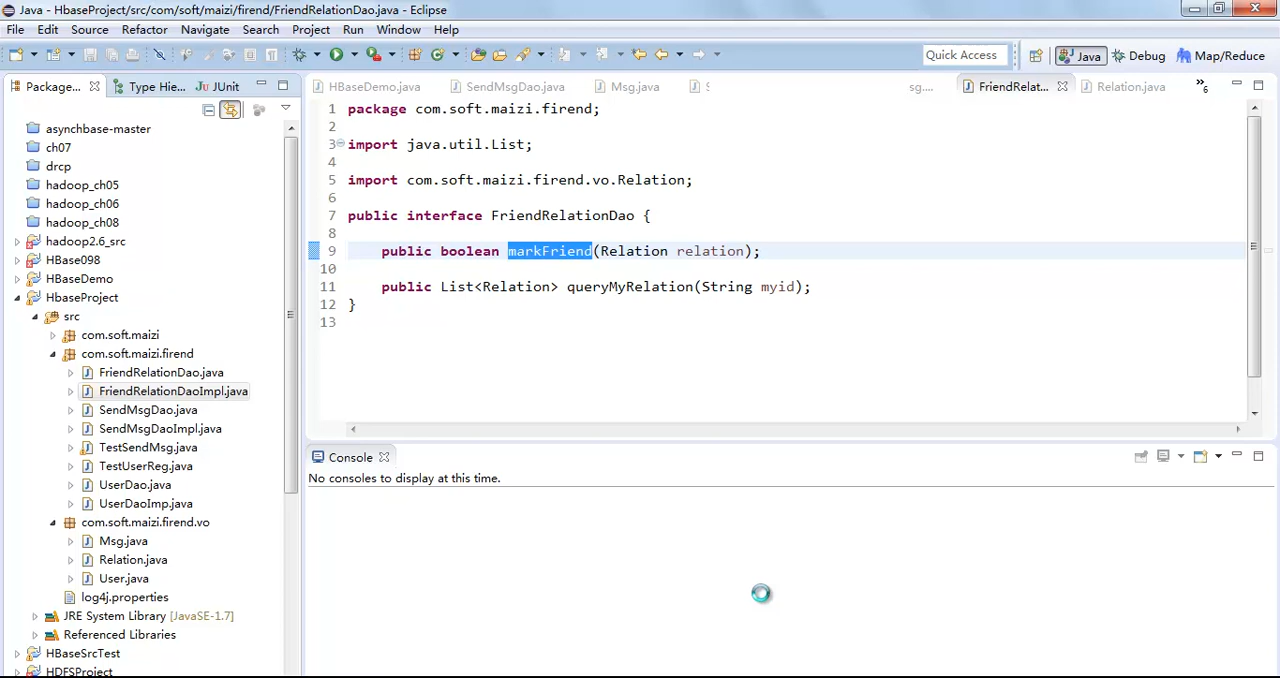 Java - HbaseProject/src/com/soft/maizi/firend/FriendRelationDao.java - Eclipse
File Edit Source Refactor Navigate Search Project Run Window Help
Quick Access Java Debug Map/Reduce
Package... Type Hie... JUnit
HBaseDemo.java SendMsgDao.java Msg.java S sg.... FriendRelat... Relation.java »6
asynchbase-master
ch07
drcp
hadoop_ch05
hadoop_ch06
hadoop_ch08
hadoop2.6_src
HBase098
HBaseDemo
HbaseProject
src
com.soft.maizi
com.soft.maizi.firend
FriendRelationDao.java
FriendRelationDaoImpl.java
SendMsgDao.java
SendMsgDaoImpl.java
TestSendMsg.java
TestUserReg.java
UserDao.java
UserDaoImp.java
com.soft.maizi.firend.vo
Msg.java
Relation.java
User.java
log4j.properties
JRE System Library [JavaSE-1.7]
Referenced Libraries
HBaseSrcTest
HDFSProject
1 package com.soft.maizi.firend;
2
3 import java.util.List;
4
5 import com.soft.maizi.firend.vo.Relation;
6
7 public interface FriendRelationDao {
8
9 public boolean markFriend(Relation relation);
10
11 public List<Relation> queryMyRelation(String myid);
12 }
13
Console
No consoles to display at this time.